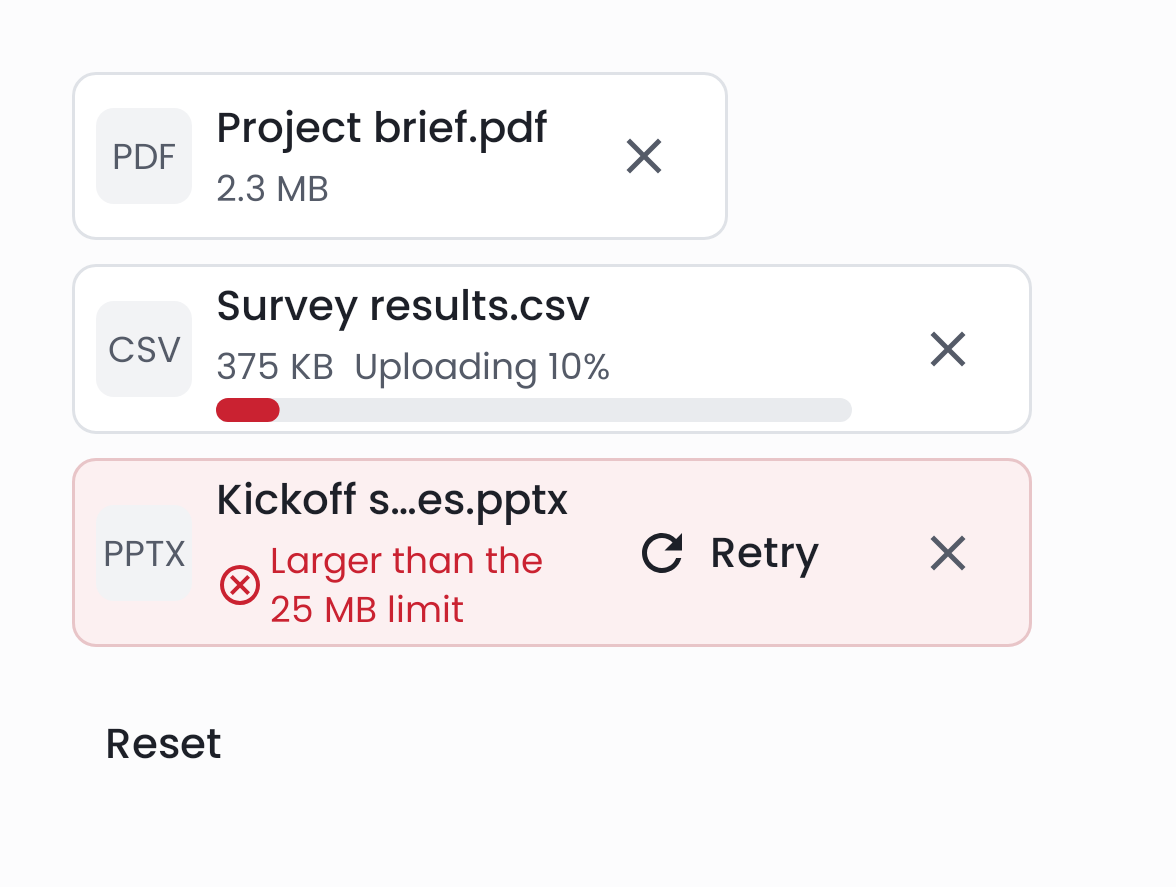 PDF
Project brief.pdf
2.3 MB
CSV
Survey results.csv
375 KB Uploading 10%
PPTX
Kickoff s...es.pptx
Larger than the
25 MB limit
Retry
Reset